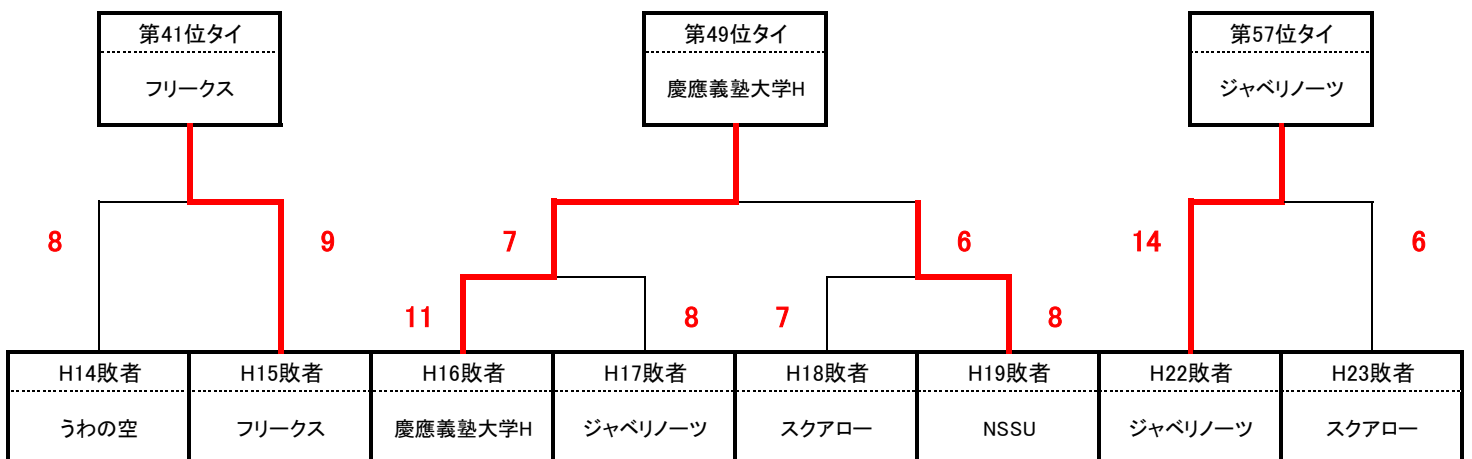 第41位タイ
フリークス
第49位タイ
慶應義塾大学H
第57位タイ
ジャベリノーツ
8
9
7
6
14
6
11
8
7
8
H14敗者
H15敗者
H16敗者
H17敗者
H18敗者
H19敗者
H22敗者
H23敗者
うわの空
フリークス
慶應義塾大学H
ジャベリノーツ
スクアロー
NSSU
ジャベリノーツ
スクアロー